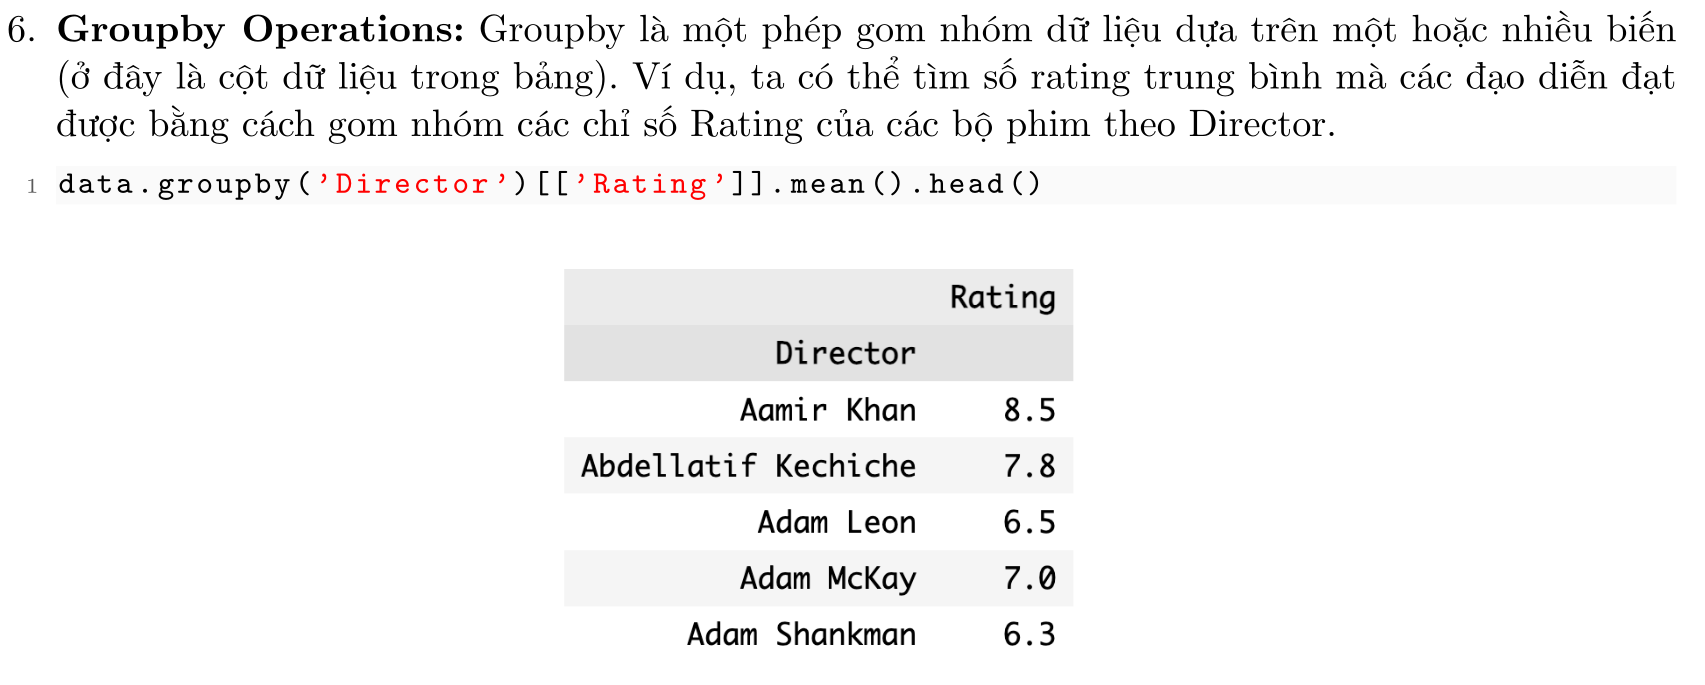 6. Groupby Operations: Groupby là một phép gom nhóm dữ liệu dựa trên một hoặc nhiều biến
(ở đây là cột dữ liệu trong bảng). Ví dụ, ta có thể tìm số rating trung bình mà các đạo diễn đạt
được bằng cách gom nhóm các chỉ số Rating của các bộ phim theo Director.
1 data.groupby('Director')[['Rating']].mean().head()
Rating
Director
Aamir Khan 8.5
Abdellatif Kechiche 7.8
Adam Leon 6.5
Adam McKay 7.0
Adam Shankman 6.3